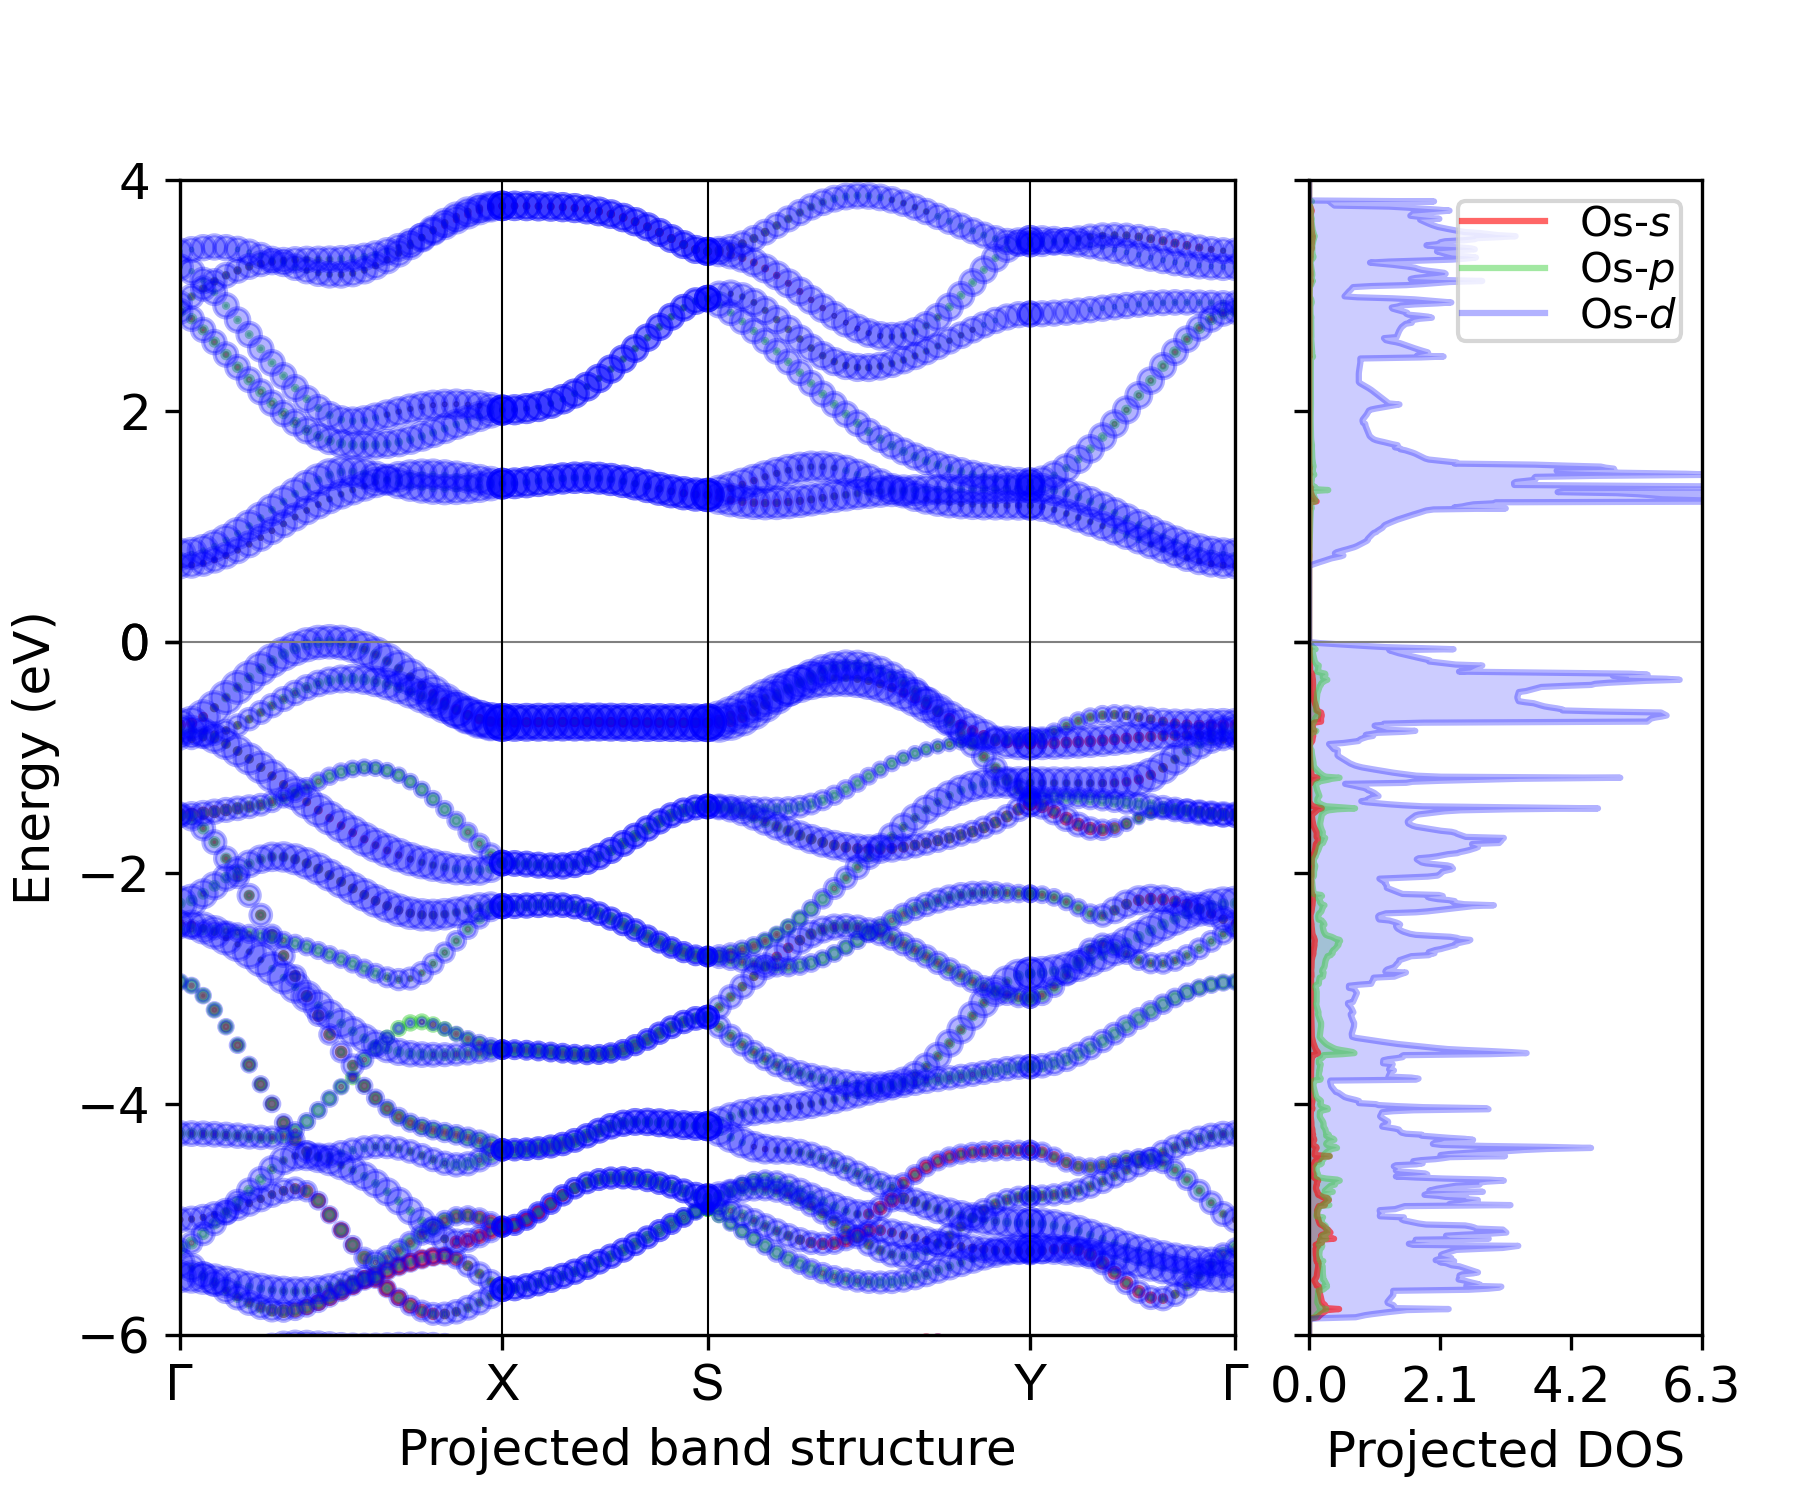 4
2
0
−2
−4
−6
Energy (eV)
Γ X S Y Γ
Projected band structure
Os-s
Os-p
Os-d
0.0 2.1 4.2 6.3
Projected DOS